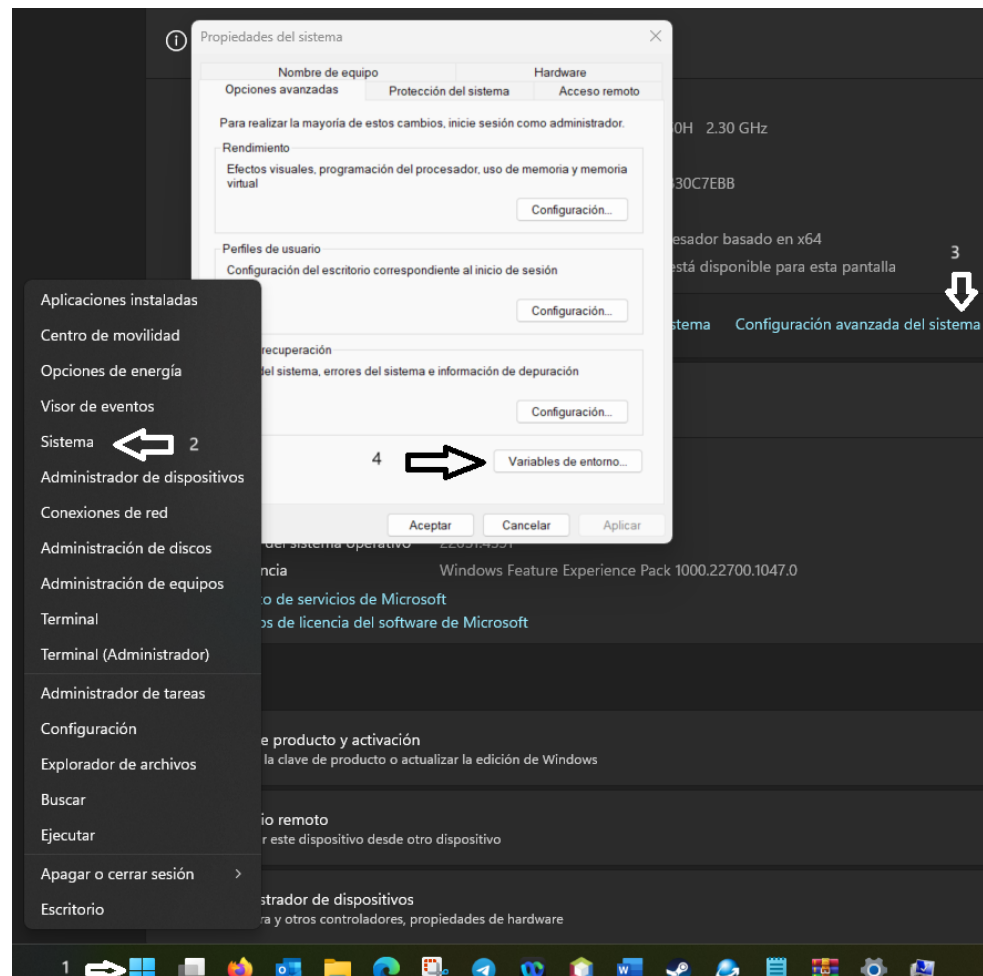 Propiedades del sistema
Nombre de equipo
Hardware
Opciones avanzadas
Protección del sistema
Acceso remoto
Para realizar la mayoría de estos cambios, inicie sesión como administrador.
Rendimiento
Efectos visuales, programación del procesador, uso de memoria y memoria
virtual
Configuración...
Perfiles de usuario
Configuración del escritorio correspondiente al inicio de sesión
Configuración...
recuperación
del sistema, errores del sistema e información de depuración
Configuración...
4
Variables de entorno...
Aceptar
Cancelar
Aplicar
0H 2.30 GHz
30C7EBB
esador basado en x64
está disponible para esta pantalla
3
stema
Configuración avanzada del sistema
Aplicaciones instaladas
Centro de movilidad
Opciones de energía
Visor de eventos
Sistema
2
Administrador de dispositivos
Conexiones de red
Administración de discos
Administración de equipos
Terminal
Terminal (Administrador)
Administrador de tareas
Configuración
Explorador de archivos
Buscar
Ejecutar
Apagar o cerrar sesión
Escritorio
del sistema operativo
ncia
Windows Feature Experience Pack 1000.22700.1047.0
o de servicios de Microsoft
os de licencia del software de Microsoft
e producto y activación
la clave de producto o actualizar la edición de Windows
io remoto
r este dispositivo desde otro dispositivo
strador de dispositivos
ra y otros controladores, propiedades de hardware
1